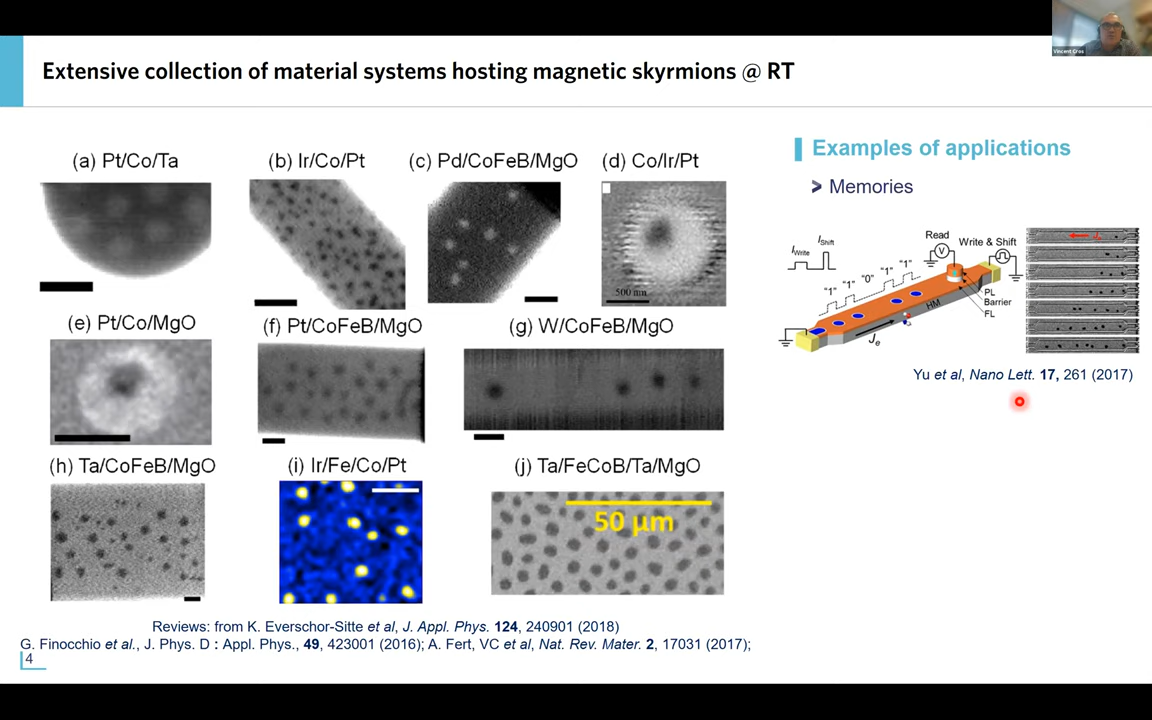 Vincent Cros
Extensive collection of material systems hosting magnetic skyrmions @ RT
(a) Pt/Co/Ta
(b) Ir/Co/Pt
(c) Pd/CoFeB/MgO
(d) Co/Ir/Pt
500 nm
(e) Pt/Co/MgO
(f) Pt/CoFeB/MgO
(g) W/CoFeB/MgO
(h) Ta/CoFeB/MgO
(i) Ir/Fe/Co/Pt
(j) Ta/FeCoB/Ta/MgO
50 μm
Reviews: from K. Everschor-Sitte et al, J. Appl. Phys. 124, 240901 (2018)
G. Finocchio et al., J. Phys. D : Appl. Phys., 49, 423001 (2016); A. Fert, VC et al, Nat. Rev. Mater. 2, 17031 (2017);
4
Examples of applications
> Memories
Read
Write & Shift
V
IWrite
IShift
"1" "1" "0" "1" "1"
HM
PL
Barrier
FL
Je
Yu et al, Nano Lett. 17, 261 (2017)